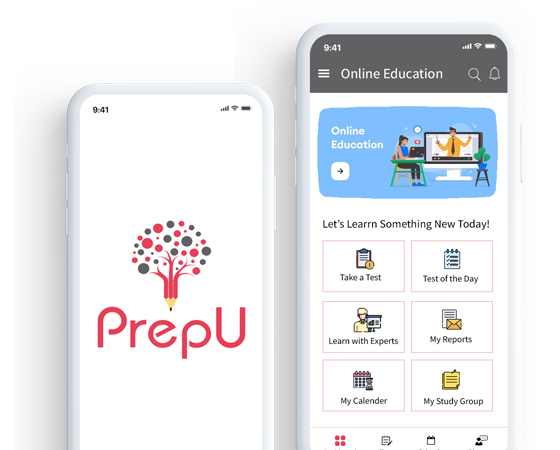 9:41
PrepU
9:41
Online Education
Online
Education
Let's Learrn Something New Today!
Take a Test
Test of the Day
Learn with Experts
My Reports
My Calender
My Study Group